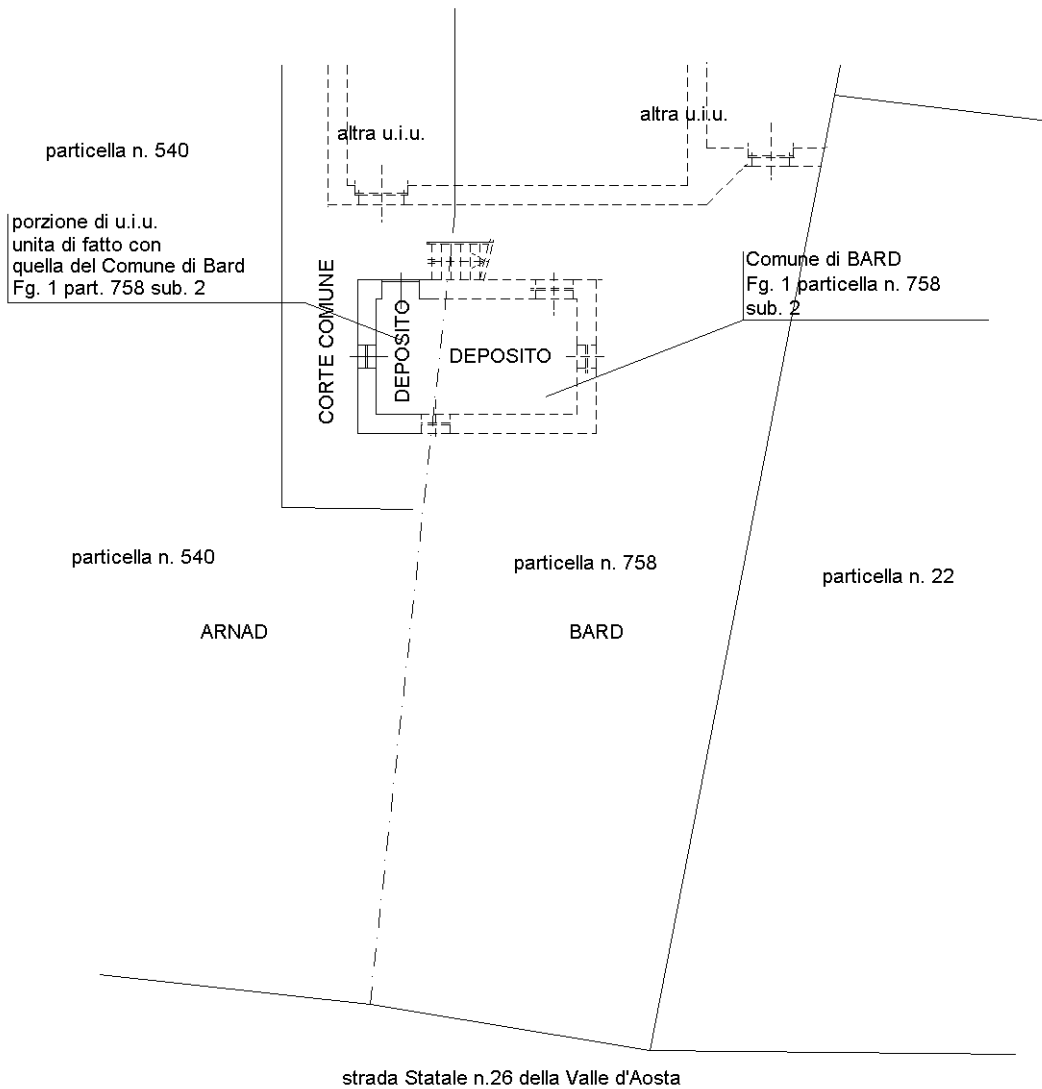 altra u.i.u.
altra u.i.u.
particella n. 540
porzione di u.i.u.
unita di fatto con
quella del Comune di Bard
Fg. 1 part. 758 sub. 2
CORTE COMUNE
DEPOSITO
DEPOSITO
Comune di BARD
Fg. 1 particella n. 758
sub. 2
particella n. 540
particella n. 758
particella n. 22
ARNAD
BARD
strada Statale n.26 della Valle d'Aosta